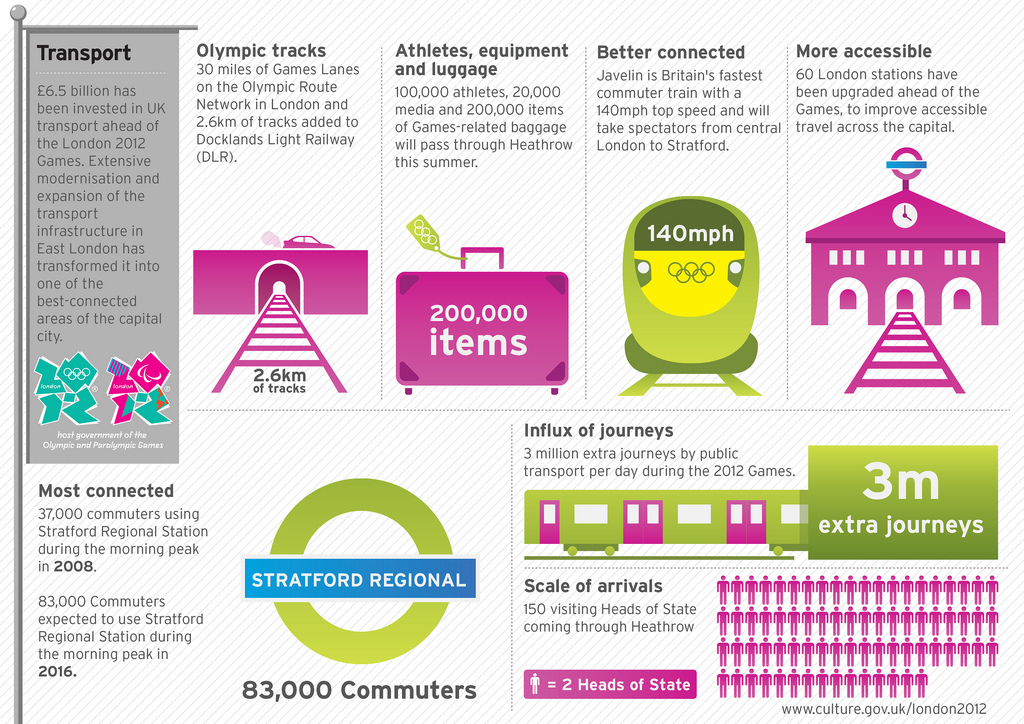 Transport
£6.5 billion has
been invested in UK
transport ahead of
the London 2012
Games. Extensive
modernisation and
expansion of the
transport
infrastructure in
East London has
transformed it into
one of the
best-connected
areas of the capital
city.
london
london
host government of the
Olympic and Paralympic Games
Olympic tracks
30 miles of Games Lanes
on the Olympic Route
Network in London and
2.6km of tracks added to
Docklands Light Railway
(DLR).
2.6km
of tracks
Athletes, equipment
and luggage
100,000 athletes, 20,000
media and 200,000 items
of Games-related baggage
will pass through Heathrow
this summer.
200,000
items
Better connected
Javelin is Britain's fastest
commuter train with a
140mph top speed and will
take spectators from central
London to Stratford.
140mph
More accessible
60 London stations have
been upgraded ahead of the
Games, to improve accessible
travel across the capital.
Most connected
37,000 commuters using
Stratford Regional Station
during the morning peak
in 2008.
83,000 Commuters
expected to use Stratford
Regional Station during
the morning peak in
2016.
STRATFORD REGIONAL
83,000 Commuters
Influx of journeys
3 million extra journeys by public
transport per day during the 2012 Games.
3m
extra journeys
Scale of arrivals
150 visiting Heads of State
coming through Heathrow
= 2 Heads of State
www.culture.gov.uk/london2012